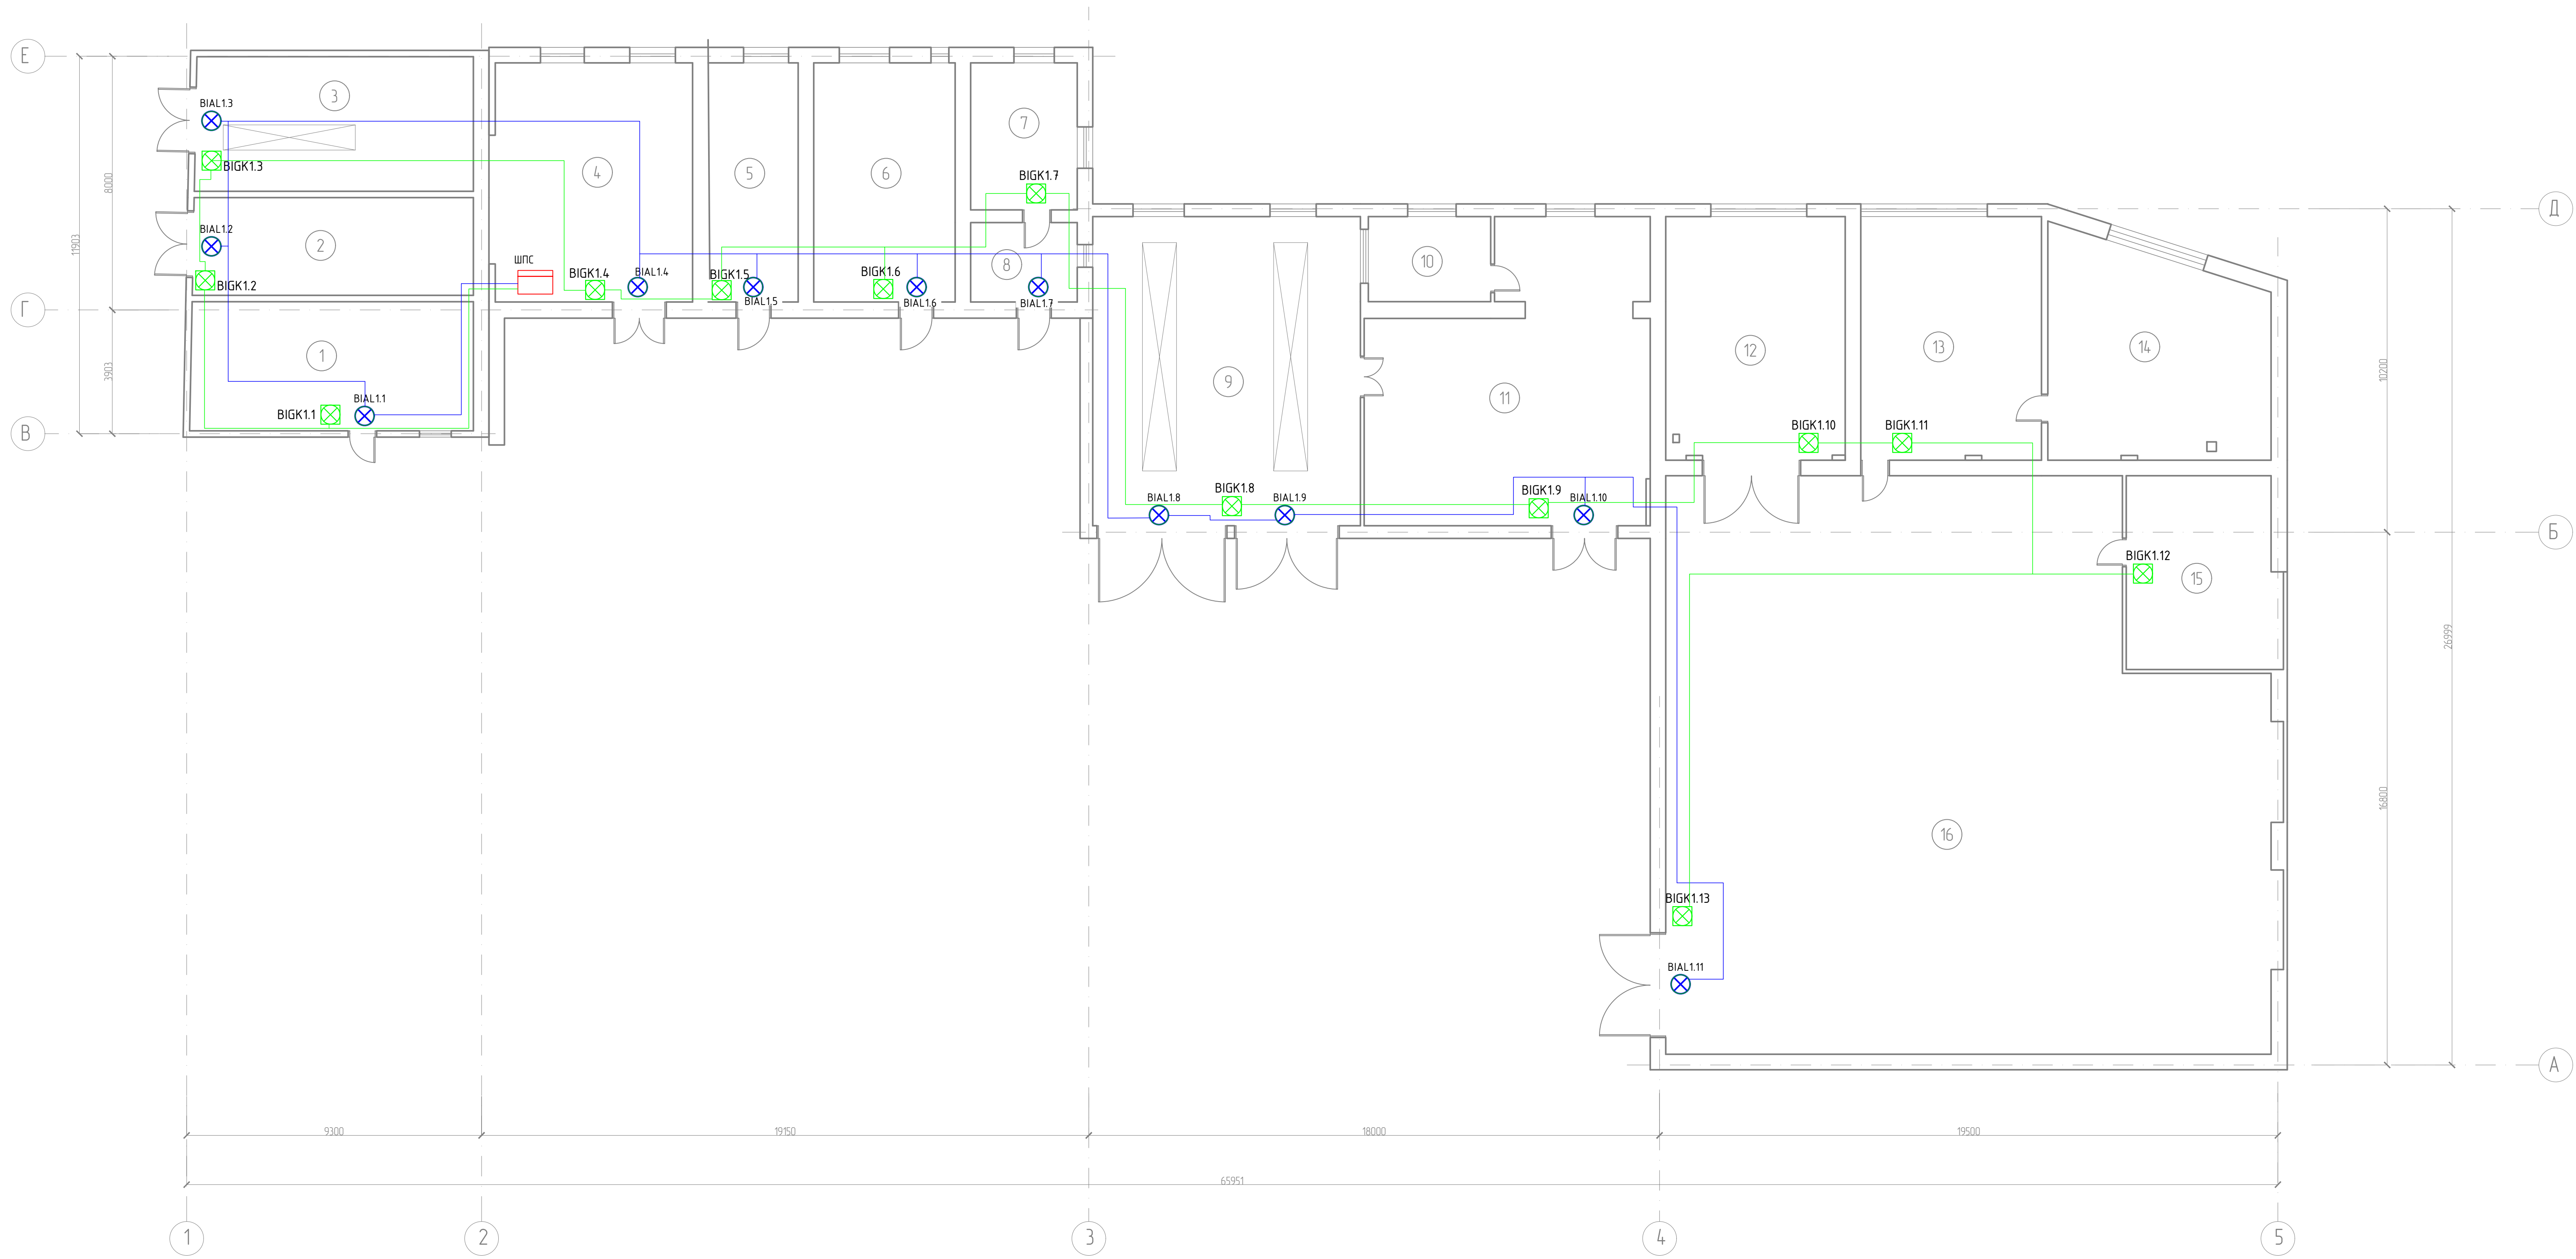 Е
3
BIAL1.3
BIGK1.3
8000
11903
2
BIAL1.2
BIGK1.2
Г
1
3903
BIGK1.1
BIAL1.1
В
4
5
6
7
BIGK1.7
8
ШПС
BIGK1.4
BIAL1.4
BIGK1.5
BIAL1.5
BIGK1.6
BIAL1.6
BIAL1.7
Д
9
10
11
12
13
14
10200
BIGK1.10
BIGK1.11
BIAL1.8
BIGK1.8
BIAL1.9
BIGK1.9
BIAL1.10
Б
BIGK1.12
15
26999
16800
16
BIGK1.13
BIAL1.11
А
9300
19150
18000
19500
65951
1
2
3
4
5